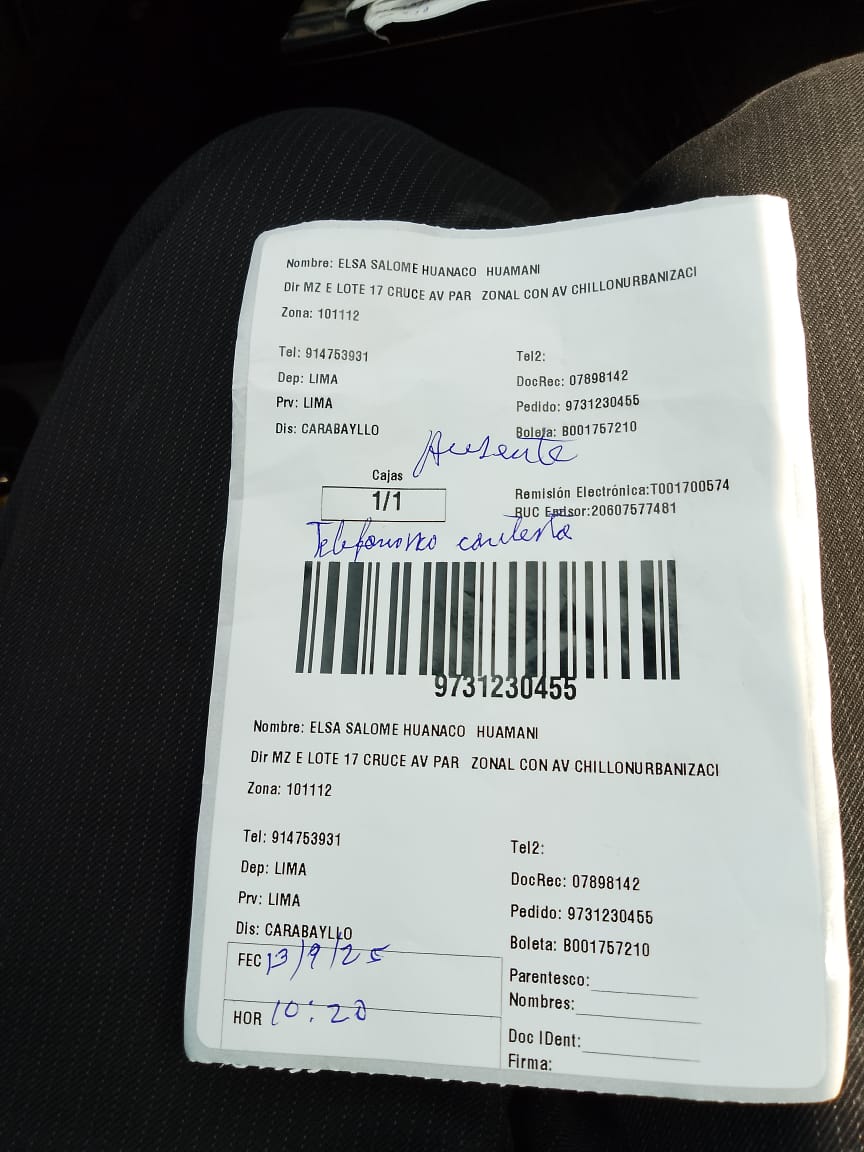 Nombre: ELSA SALOME HUANACO HUAMANI
Dir MZ E LOTE 17 CRUCE AV PAR ZONAL CON AV CHILLONURBANIZACI
Zona: 101112
Tel: 914753931 Tel2:
Dep: LIMA DocRec: 07898142
Prv: LIMA Pedido: 9731230455
Dis: CARABAYLLO Boleta: B001757210
Ausente
Cajas
1/1 Remisión Electrónica:T001700574
RUC Emisor:20607577481
Telefono no contesta
9731230455
Nombre: ELSA SALOME HUANACO HUAMANI
Dir MZ E LOTE 17 CRUCE AV PAR ZONAL CON AV CHILLONURBANIZACI
Zona: 101112
Tel: 914753931 Tel2:
Dep: LIMA DocRec: 07898142
Prv: LIMA Pedido: 9731230455
Dis: CARABAYLLO Boleta: B001757210
FEC 13/9/25 Parentesco:
Nombres:
HOR 10:20 Doc IDent:
Firma: